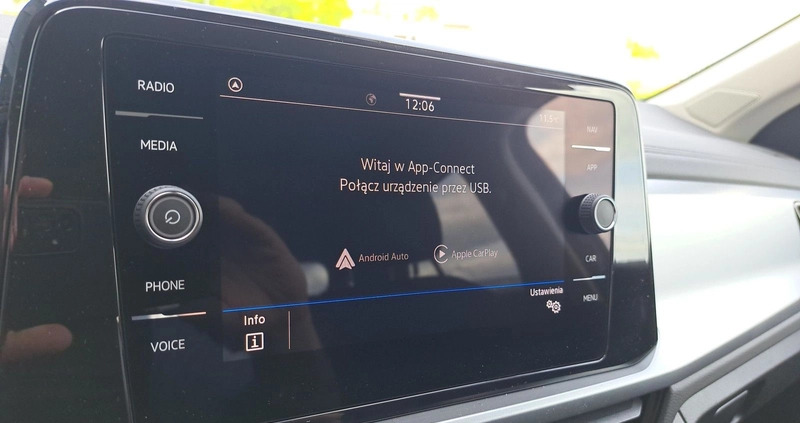 RADIO
MEDIA
PHONE
VOICE
12:06
Witaj w App-Connect
Połącz urządzenie przez USB.
Android Auto
Apple CarPlay
Info
Ustawienia
NAV
APP
CAR
MENU